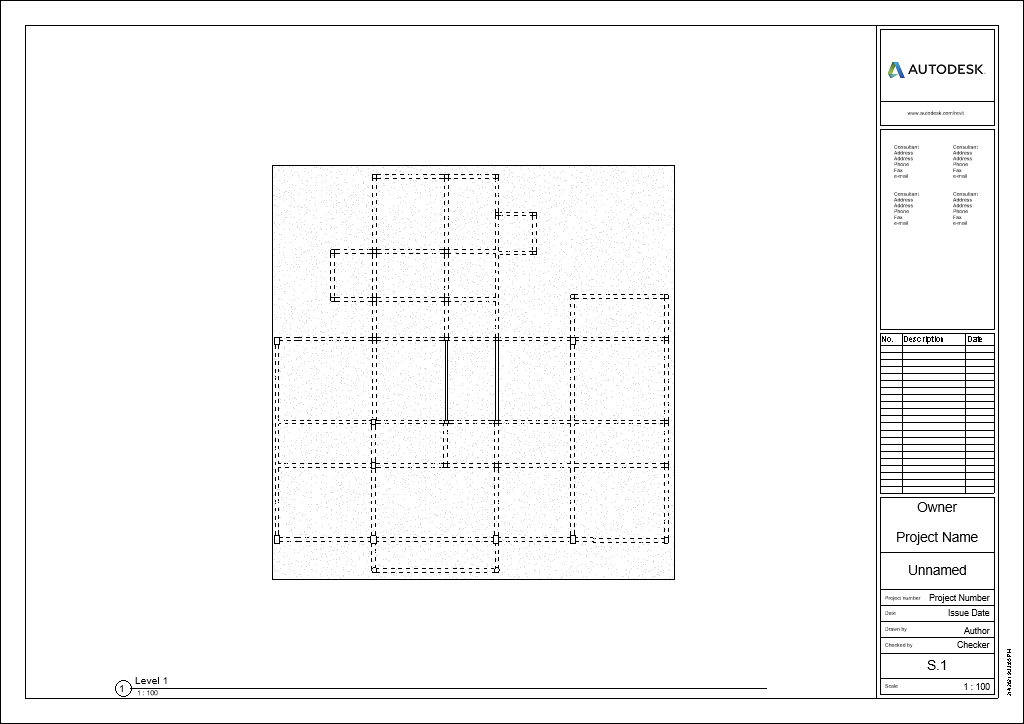 AUTODESK.
www.autodesk.com/revit
Consultant
Address
Address
Phone
Fax
e-mail
Consultant
Address
Address
Phone
Fax
e-mail
Consultant
Address
Address
Phone
Fax
e-mail
Consultant
Address
Address
Phone
Fax
e-mail
No. Description Date
Owner
Project Name
Unnamed
Project number Project Number
Date Issue Date
Drawn by Author
Checked by Checker
S.1
Scale 1 : 100
1 Level 1
1 : 100